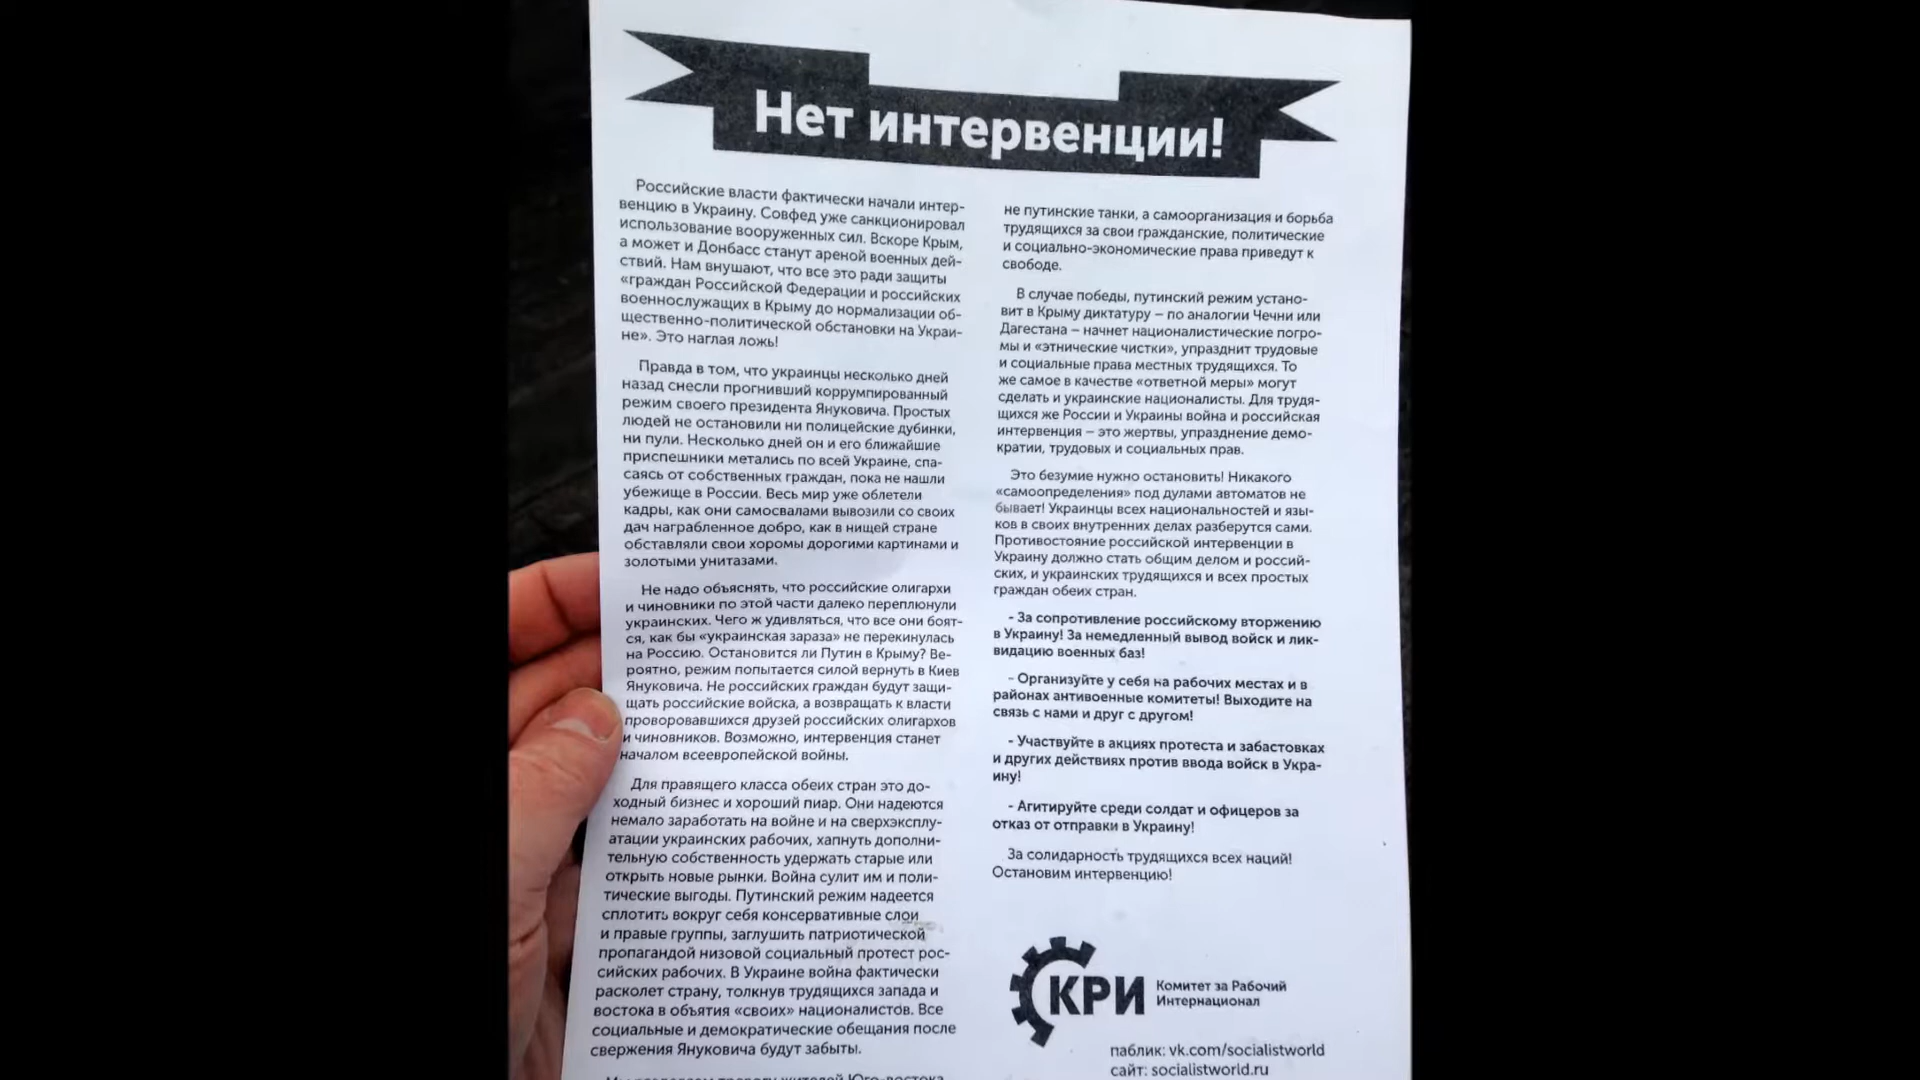 Нет интервенции!
Российские власти фактически начали интер-
венцию в Украину. Совфед уже санкционировал
использование вооруженных сил. Вскоре Крым,
а может и Донбасс станут ареной военных дей-
ствий. Нам внушают, что все это ради защиты
«граждан Российской Федерации и российских
военнослужащих в Крыму до нормализации об-
щественно-политической обстановки на Украи-
не». Это наглая ложь!
Правда в том, что украинцы несколько дней
назад снесли прогнивший коррумпированный
режим своего президента Януковича. Простых
людей не остановили ни полицейские дубинки,
ни пули. Несколько дней он и его ближайшие
приспешники метались по всей Украине, спа-
саясь от собственных граждан, пока не нашли
убежище в России. Весь мир уже облетели
кадры, как они самосвалами вывозили со своих
дач награбленное добро, как в нищей стране
обставляли свои хоромы дорогими картинами и
золотыми унитазами.
Не надо объяснять, что российские олигархи
и чиновники по этой части далеко переплюнули
украинских. Чего ж удивляться, что все они боят-
ся, как бы «украинская зараза» не перекинулась
на Россию. Остановится ли Путин в Крыму? Ве-
роятно, режим попытается силой вернуть в Киев
Януковича. Не российских граждан будут защи-
щать российские войска, а возвращать к власти
проворовавшихся друзей российских олигархов
и чиновников. Возможно, интервенция станет
началом всеевропейской войны.
Для правящего класса обеих стран это до-
ходный бизнес и хороший пиар. Они надеются
немало заработать на войне и на сверхэксплу-
атации украинских рабочих, хапнуть дополни-
тельную собственность удержать старые или
открыть новые рынки. Война сулит им и поли-
тические выгоды. Путинский режим надеется
сплотить вокруг себя консервативные слои
и правые группы, заглушить патриотической
пропагандой низовой социальный протест рос-
сийских рабочих. В Украине война фактически
расколет страну, толкнув трудящихся запада и
востока в объятия «своих» националистов. Все
социальные и демократические обещания после
свержения Януковича будут забыты.
Мы разделяем тревогу жителей Юго-востока
не путинские танки, а самоорганизация и борьба
трудящихся за свои гражданские, политические
и социально-экономические права приведут к
свободе.
В случае победы, путинский режим устано-
вит в Крыму диктатуру – по аналогии Чечни или
Дагестана – начнет националистические погро-
мы и «этнические чистки», упразднит трудовые
и социальные права местных трудящихся. То
же самое в качестве «ответной меры» могут
сделать и украинские националисты. Для трудя-
щихся же России и Украины война и российская
интервенция – это жертвы, упразднение демо-
кратии, трудовых и социальных прав.
Это безумие нужно остановить! Никакого
«самоопределения» под дулами автоматов не
бывает! Украинцы всех национальностей и язы-
ков в своих внутренних делах разберутся сами.
Противостояние российской интервенции в
Украину должно стать общим делом и россий-
ских, и украинских трудящихся и всех простых
граждан обеих стран.
- За сопротивление российскому вторжению
в Украину! За немедленный вывод войск и лик-
видацию военных баз!
- Организуйте у себя на рабочих местах и в
районах антивоенные комитеты! Выходите на
связь с нами и друг с другом!
- Участвуйте в акциях протеста и забастовках
и других действиях против ввода войск в Укра-
ину!
- Агитируйте среди солдат и офицеров за
отказ от отправки в Украину!
За солидарность трудящихся всех наций!
Остановим интервенцию!
КРИ
Комитет за Рабочий
Интернационал
паблик: vk.com/socialistworld
сайт: socialistworld.ru